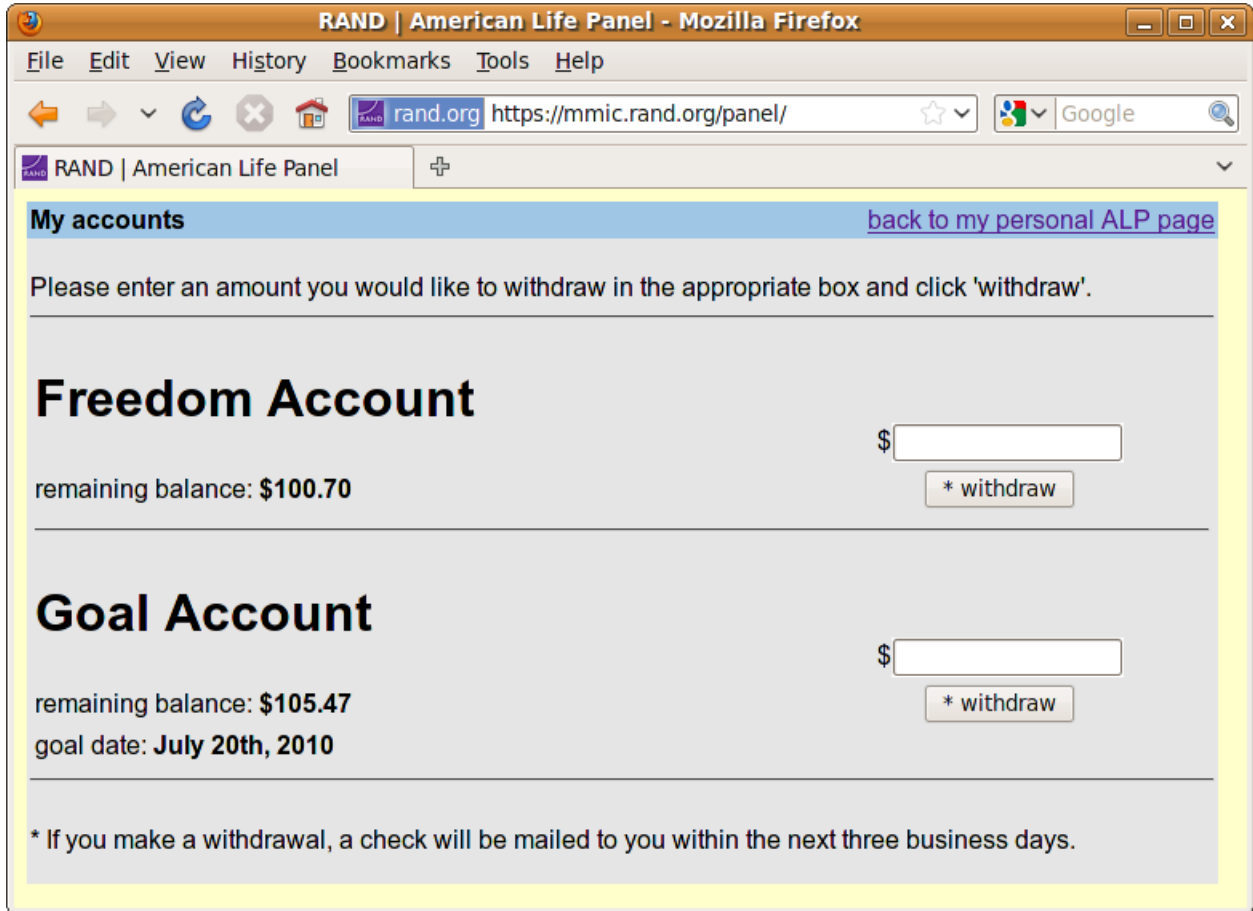 RAND | American Life Panel - Mozilla Firefox
File Edit View History Bookmarks Tools Help
RAND rand.org https://mmic.rand.org/panel/ Google
RAND RAND | American Life Panel
My accounts back to my personal ALP page
Please enter an amount you would like to withdraw in the appropriate box and click 'withdraw'.
Freedom Account
$
remaining balance: $100.70 * withdraw
Goal Account
$
remaining balance: $105.47 * withdraw
goal date: July 20th, 2010
* If you make a withdrawal, a check will be mailed to you within the next three business days.